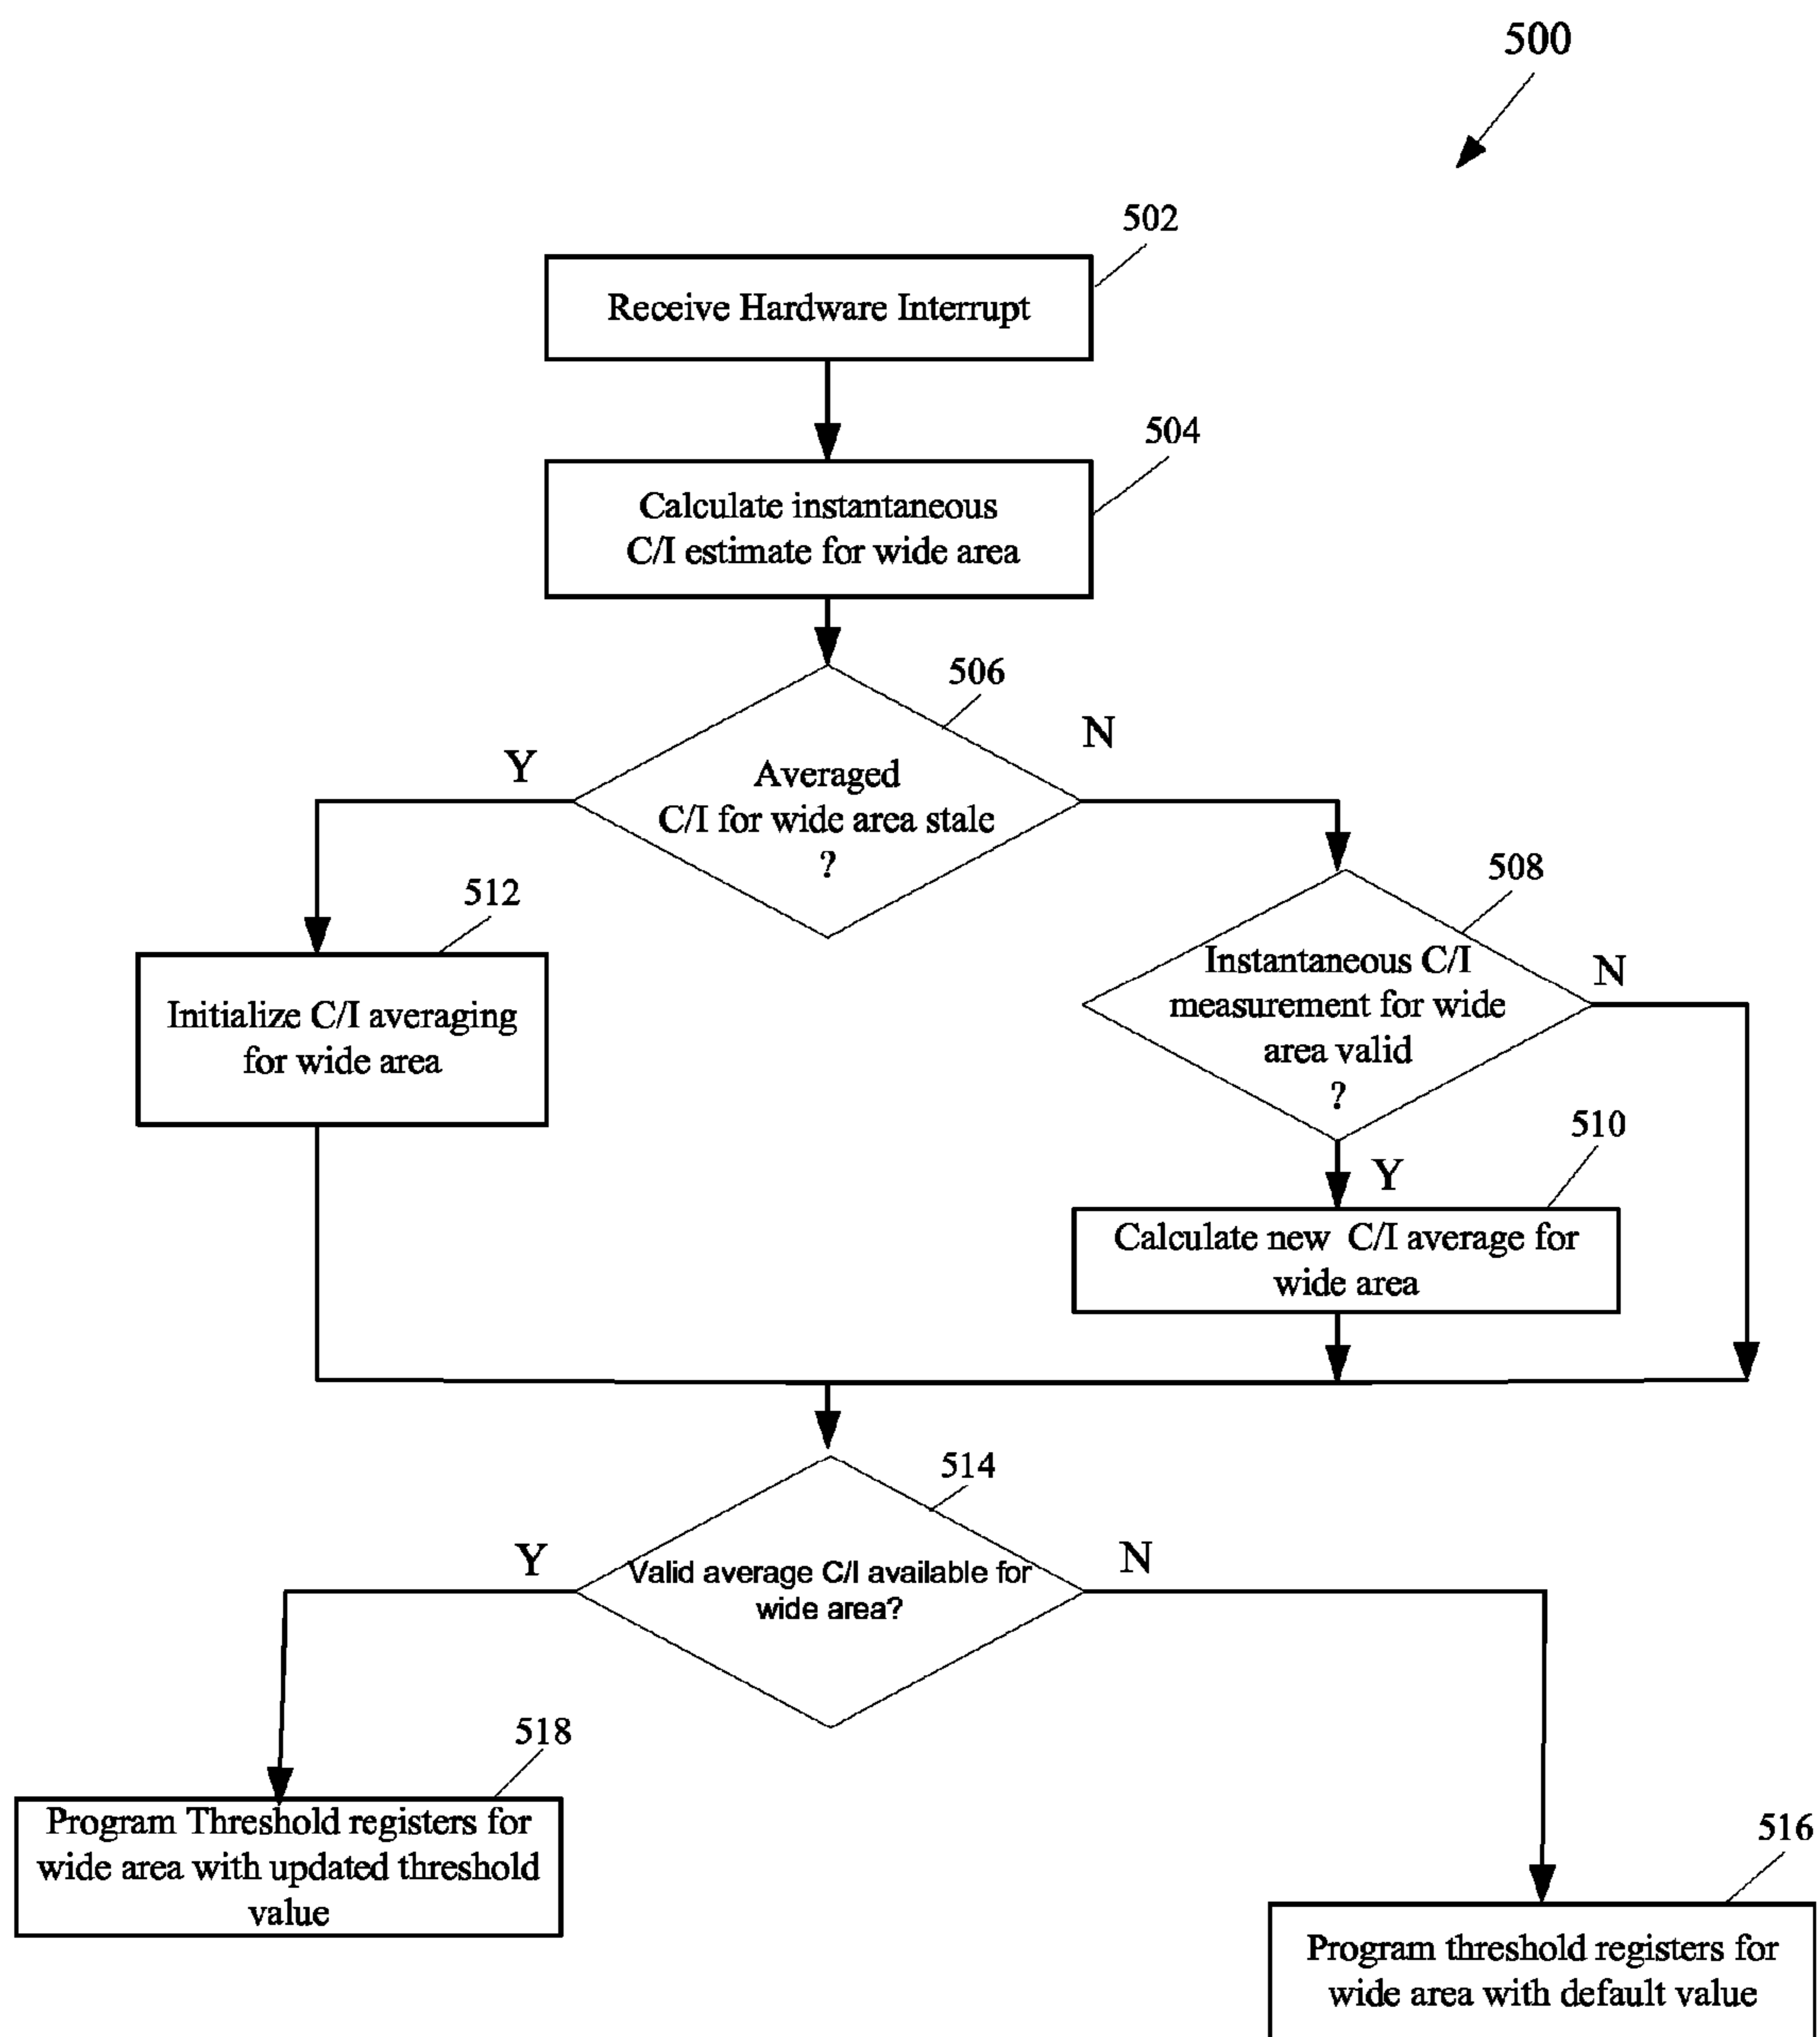 500
502
Receive Hardware Interrupt
504
Calculate instantaneous
C/I estimate for wide area
506
Y
N
Averaged
C/I for wide area stale
?
508
512
Instantaneous C/I
measurement for wide
area valid
?
N
Initialize C/I averaging
for wide area
510
Y
Calculate new C/I average for
wide area
514
Y
N
Valid average C/I available for
wide area?
518
Program Threshold registers for
wide area with updated threshold
value
516
Program threshold registers for
wide area with default value